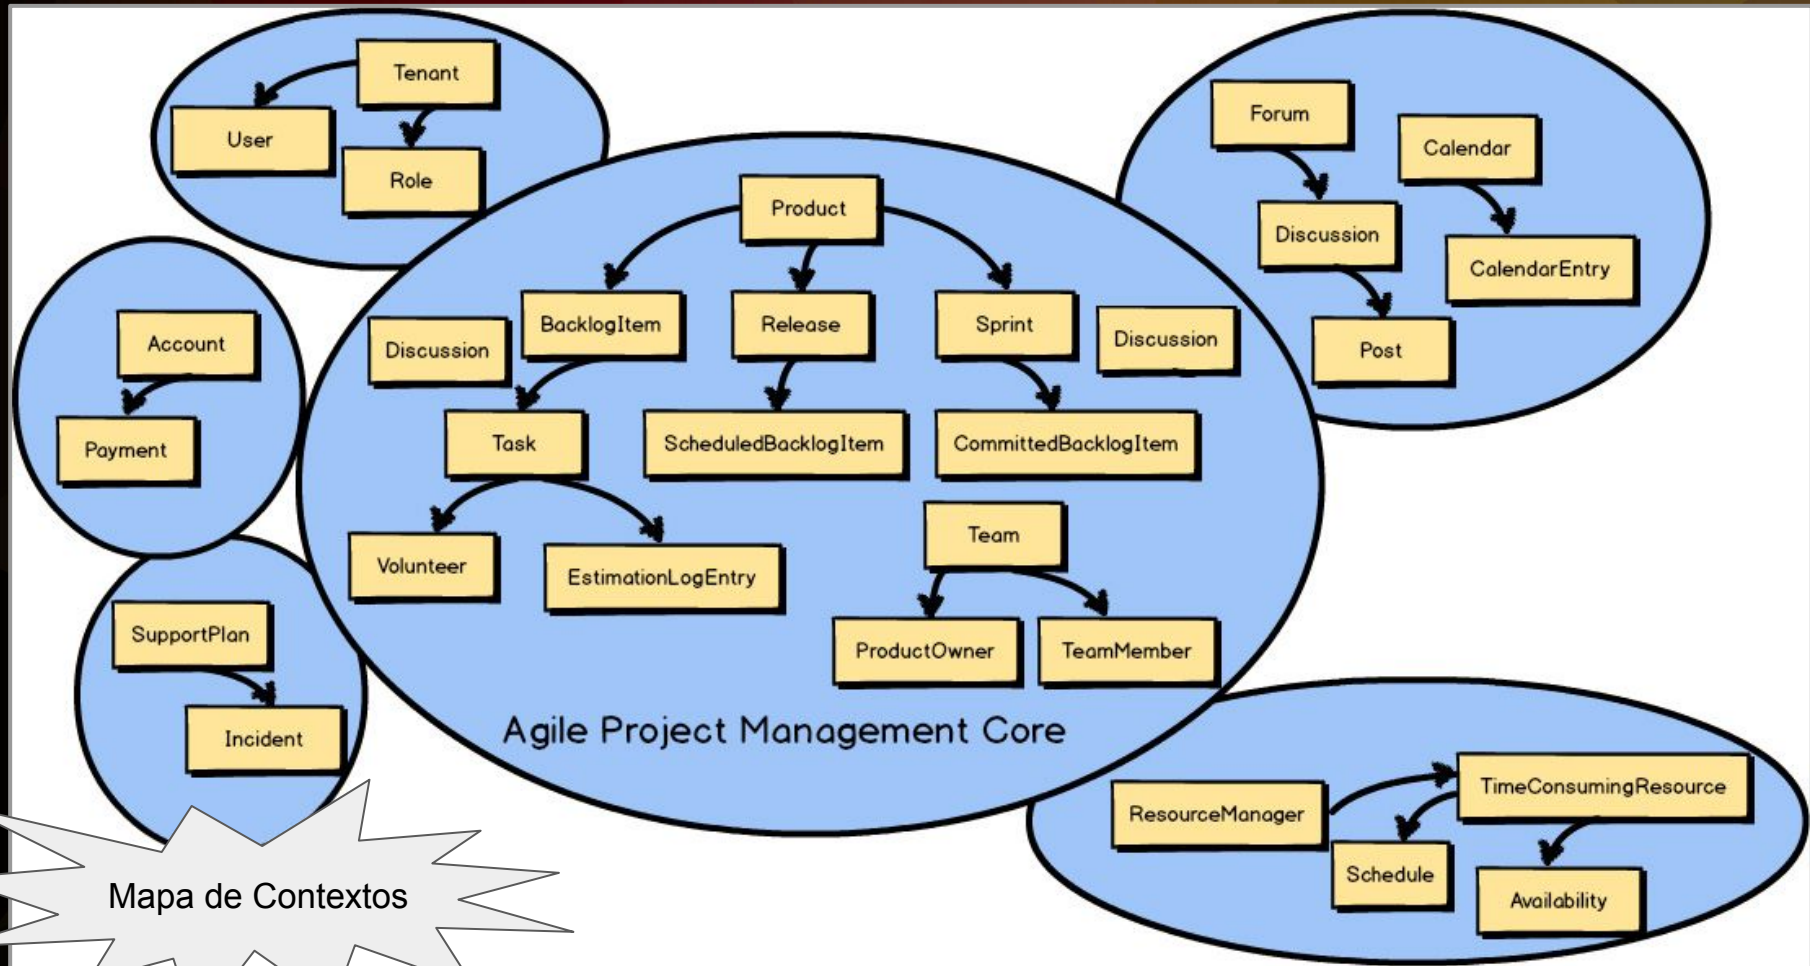 Tenant
User
Role
Forum
Calendar
Discussion
CalendarEntry
Post
Account
Payment
SupportPlan
Incident
Product
BacklogItem
Release
Sprint
Discussion
Discussion
Task
ScheduledBacklogItem
CommittedBacklogItem
Volunteer
EstimationLogEntry
Team
ProductOwner
TeamMember
Agile Project Management Core
ResourceManager
TimeConsumingResource
Schedule
Availability
Mapa de Contextos